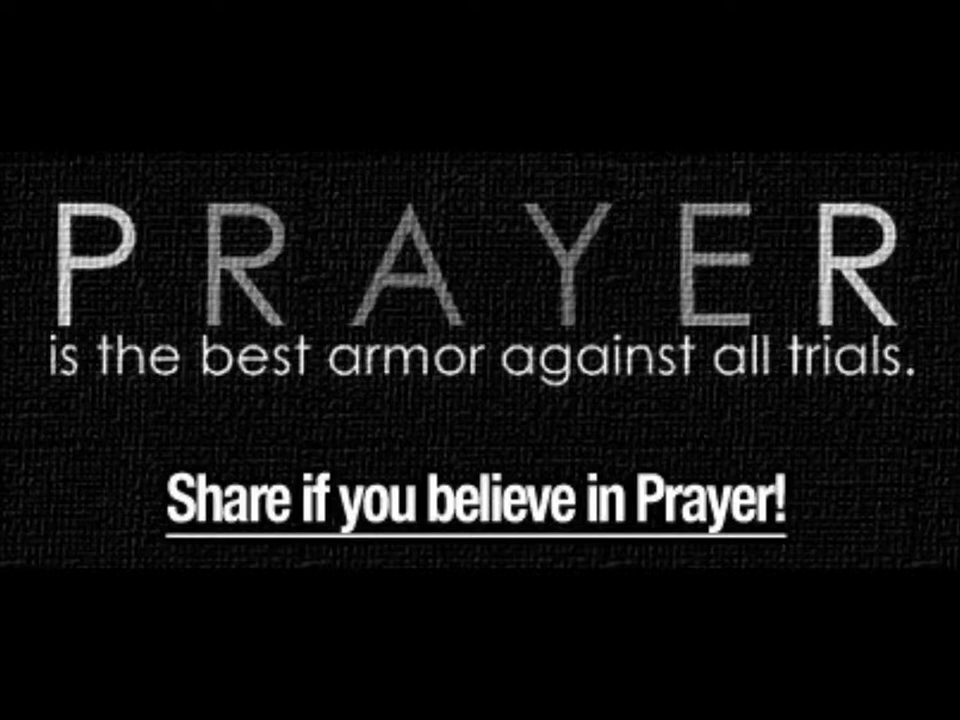 PRAYER
is the best armor against all trials.
Share if you believe in Prayer!